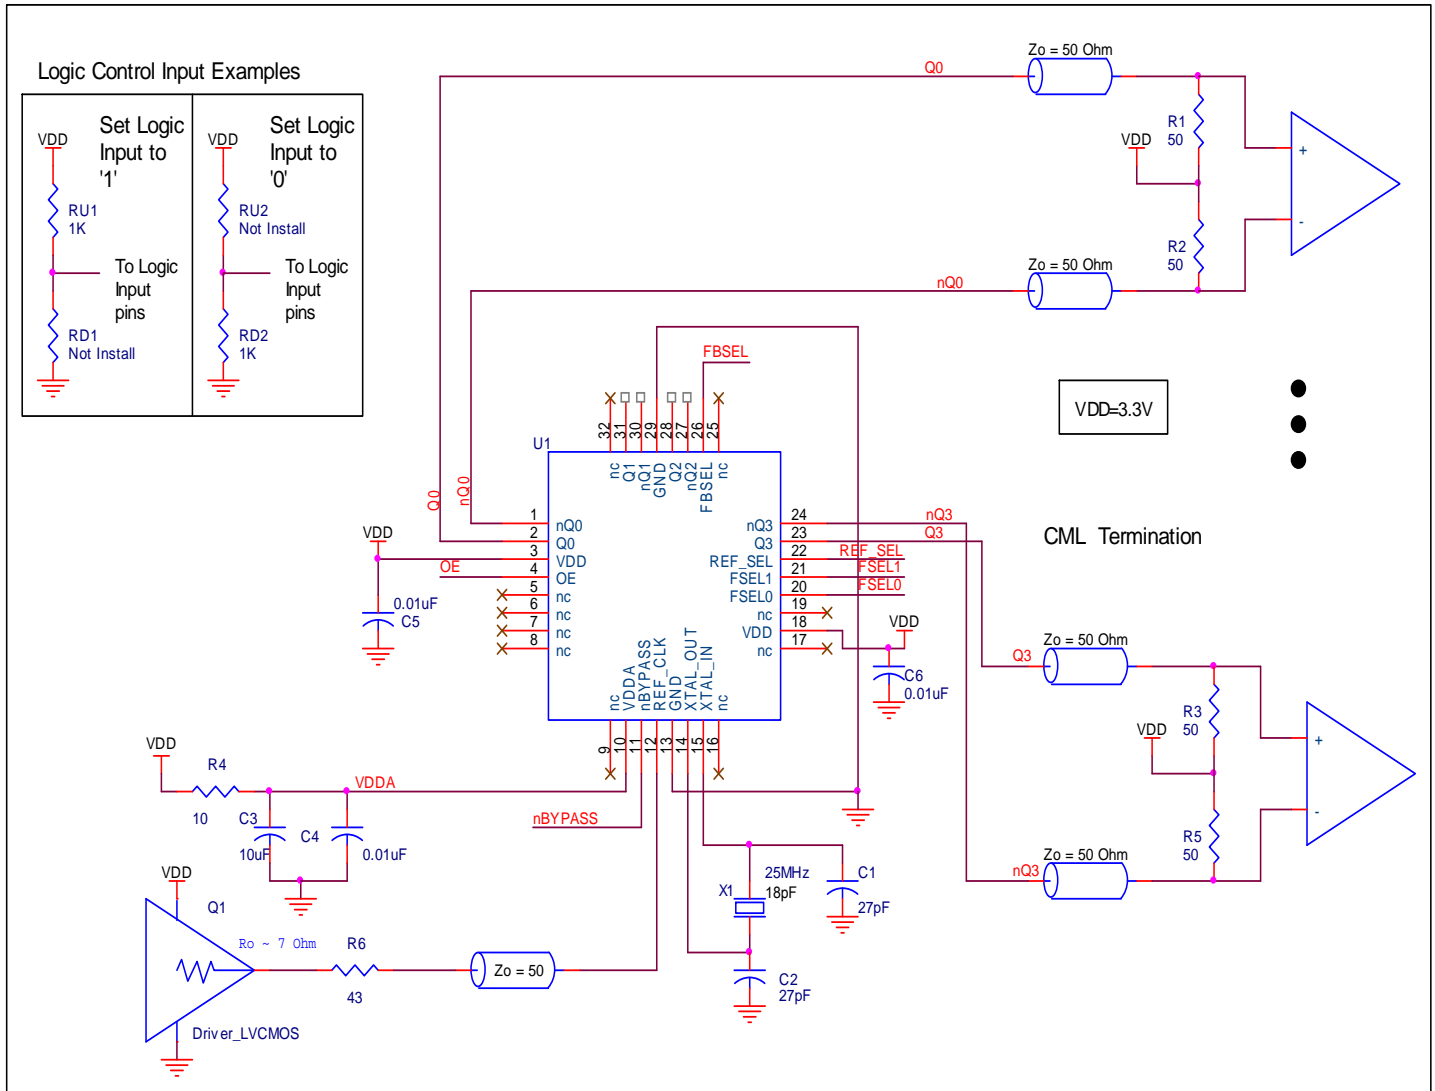 Logic Control Input Examples
Set Logic
Input to
'1'
VDD
RU1
1K
To Logic
Input
pins
RD1
Not Install
Set Logic
Input to
'0'
VDD
RU2
Not Install
To Logic
Input
pins
RD2
1K
Q0
Zo = 50 Ohm
R1
50
VDD
+
-
R2
50
nQ0
Zo = 50 Ohm
VDD=3.3V
FBSEL
U1
32
31
30
29
28
27
26
25
nc
Q1
nQ1
GND
Q2
nQ2
FBSEL
nc
Q0
nQ0
1
2
3
4
5
6
7
8
nQ0
Q0
VDD
OE
nc
nc
nc
nc
VDD
OE
0.01uF
C5
24
23
22
21
20
19
18
17
nQ3
Q3
REF_SEL
FSEL1
FSEL0
nc
VDD
nc
nQ3
Q3
REF_SEL
FSEL1
FSEL0
VDD
C6
0.01uF
nc
VDDA
nBYPASS
REF_CLK
GND
XTAL_OUT
XTAL_IN
nc
9
10
11
12
13
14
15
16
CML Termination
Q3
Zo = 50 Ohm
R3
50
VDD
+
-
R5
50
nQ3
Zo = 50 Ohm
VDD
R4
10
VDDA
C3
10uF
C4
0.01uF
nBYPASS
X1
25MHz
18pF
C1
27pF
C2
27pF
VDD
Q1
Ro ~ 7 Ohm
R6
43
Zo = 50
Driver_LVCMOS